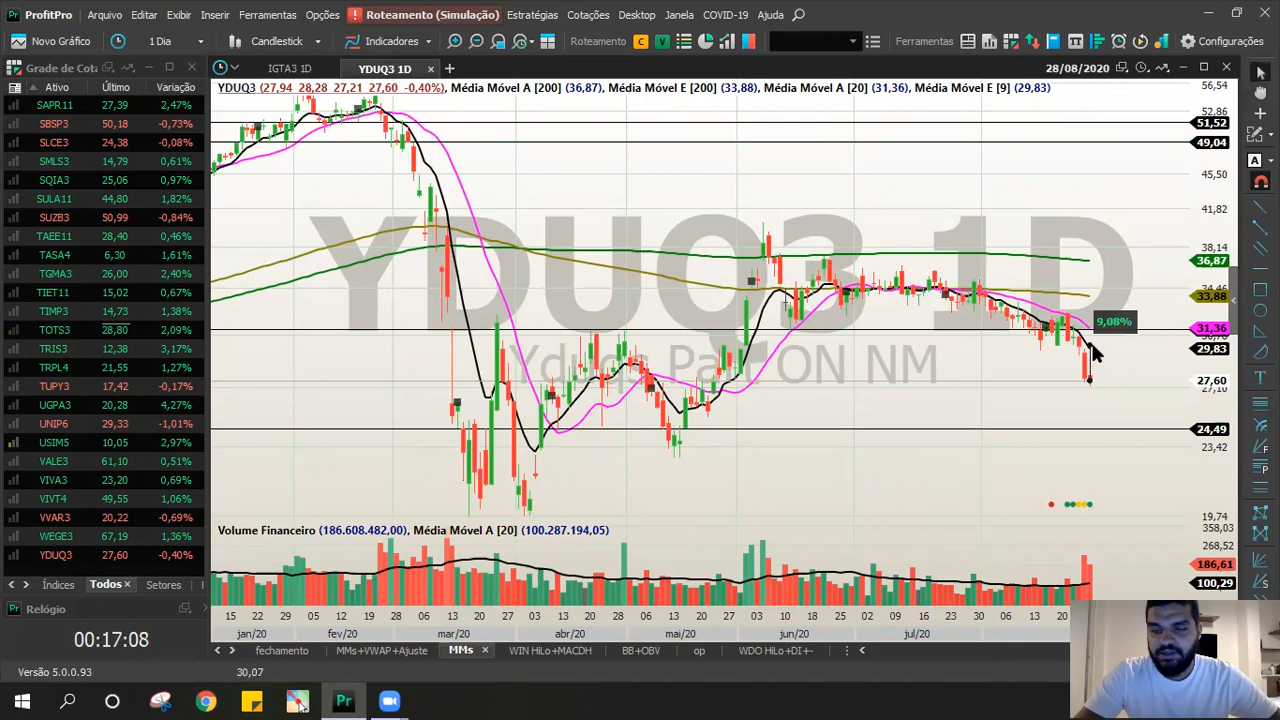 ProfitPro
Arquivo Editar Exibir Inserir Ferramentas Opções ! Roteamento (Simulação) Estratégias Cotações Desktop Janela COVID-19 Ajuda
Novo Gráfico 1 Dia Candlestick Indicadores Roteamento C V Ferramentas Configurações
Grade de Cota IGTA3 1D YDUQ3 1D × + 28/08/2020
Ativo Último Variação
SAPR11 27,39 2,47%
SBSP3 50,18 -0,73%
SLCE3 24,38 -0,08%
SMLS3 14,79 0,61%
SQIA3 25,06 0,97%
SULA11 44,80 1,82%
SUZB3 50,99 -0,84%
TAEE11 28,40 0,46%
TASA4 6,30 1,61%
TGMA3 26,00 2,40%
TIET11 15,02 0,67%
TIMP3 14,73 1,38%
TOTS3 28,80 2,09%
TRIS3 12,38 3,17%
TRPL4 21,55 1,27%
TUPY3 17,42 -0,17%
UGPA3 20,28 4,27%
UNIP6 29,33 -1,01%
USIM5 10,05 2,97%
VALE3 61,10 0,51%
VIVA3 23,20 0,69%
VIVT4 49,55 1,06%
VVAR3 20,22 -0,69%
WEGE3 67,19 1,36%
YDUQ3 27,60 -0,40%
Índices Todos × Setores
Relógio
00:17:08
Versão 5.0.0.93 30,07
YDUQ3 (27,94 28,28 27,21 27,60 -0,40%), Média Móvel A [200] (36,87), Média Móvel E [200] (33,88), Média Móvel A [20] (31,36), Média Móvel E [9] (29,83)
YDUQ3 1D
Yduqs Part ON NM
9,08%
56,54
52,86
51,52
49,04
45,50
41,82
38,14
36,87
34,46
33,88
31,36
29,83
27,60
24,49
23,42
19,74
Volume Financeiro (186.608.482,00), Média Móvel A [20] (100.287.194,05)
358,03
268,52
186,61
100,29
15 22 29 05 12 19 27 06 13 20 27 03 13 20 28 06 13 20 27 03 10 18 25 02 09 16 23 30 06 13 20
jan/20 fev/20 mar/20 abr/20 mai/20 jun/20 jul/20
fechamento MMs+VWAP+Ajuste MMs × WIN HiLo+MACDH BB+OBV op WDO HiLo+DI+-
Pr